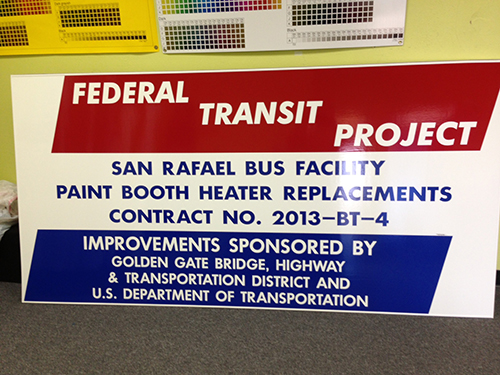 FEDERAL TRANSIT PROJECT
SAN RAFAEL BUS FACILITY
PAINT BOOTH HEATER REPLACEMENTS
CONTRACT NO. 2013-BT-4
IMPROVEMENTS SPONSORED BY
GOLDEN GATE BRIDGE, HIGHWAY
& TRANSPORTATION DISTRICT AND
U.S. DEPARTMENT OF TRANSPORTATION